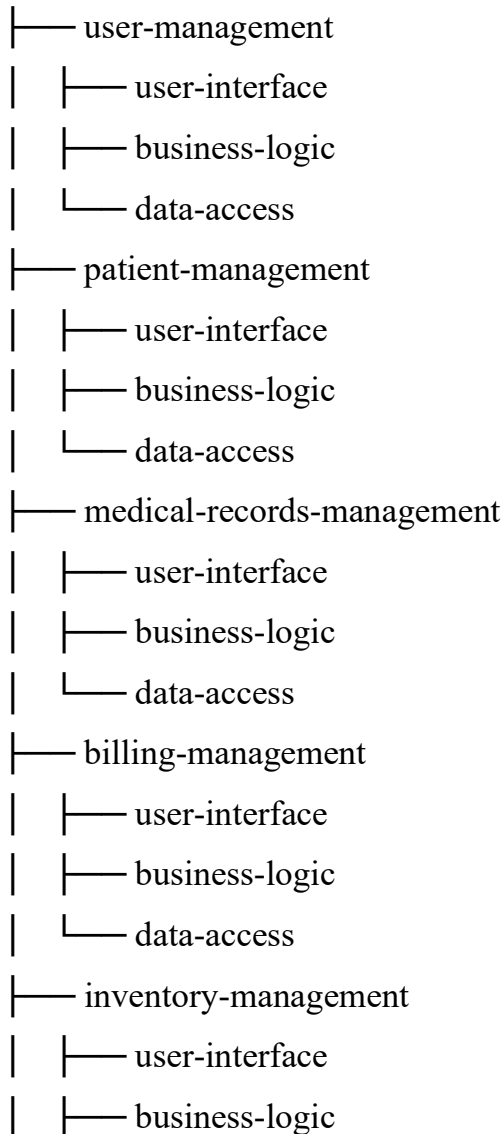 ├── user-management
│   ├── user-interface
│   ├── business-logic
│   └── data-access
├── patient-management
│   ├── user-interface
│   ├── business-logic
│   └── data-access
├── medical-records-management
│   ├── user-interface
│   ├── business-logic
│   └── data-access
├── billing-management
│   ├── user-interface
│   ├── business-logic
│   └── data-access
├── inventory-management
│   ├── user-interface
│   ├── business-logic